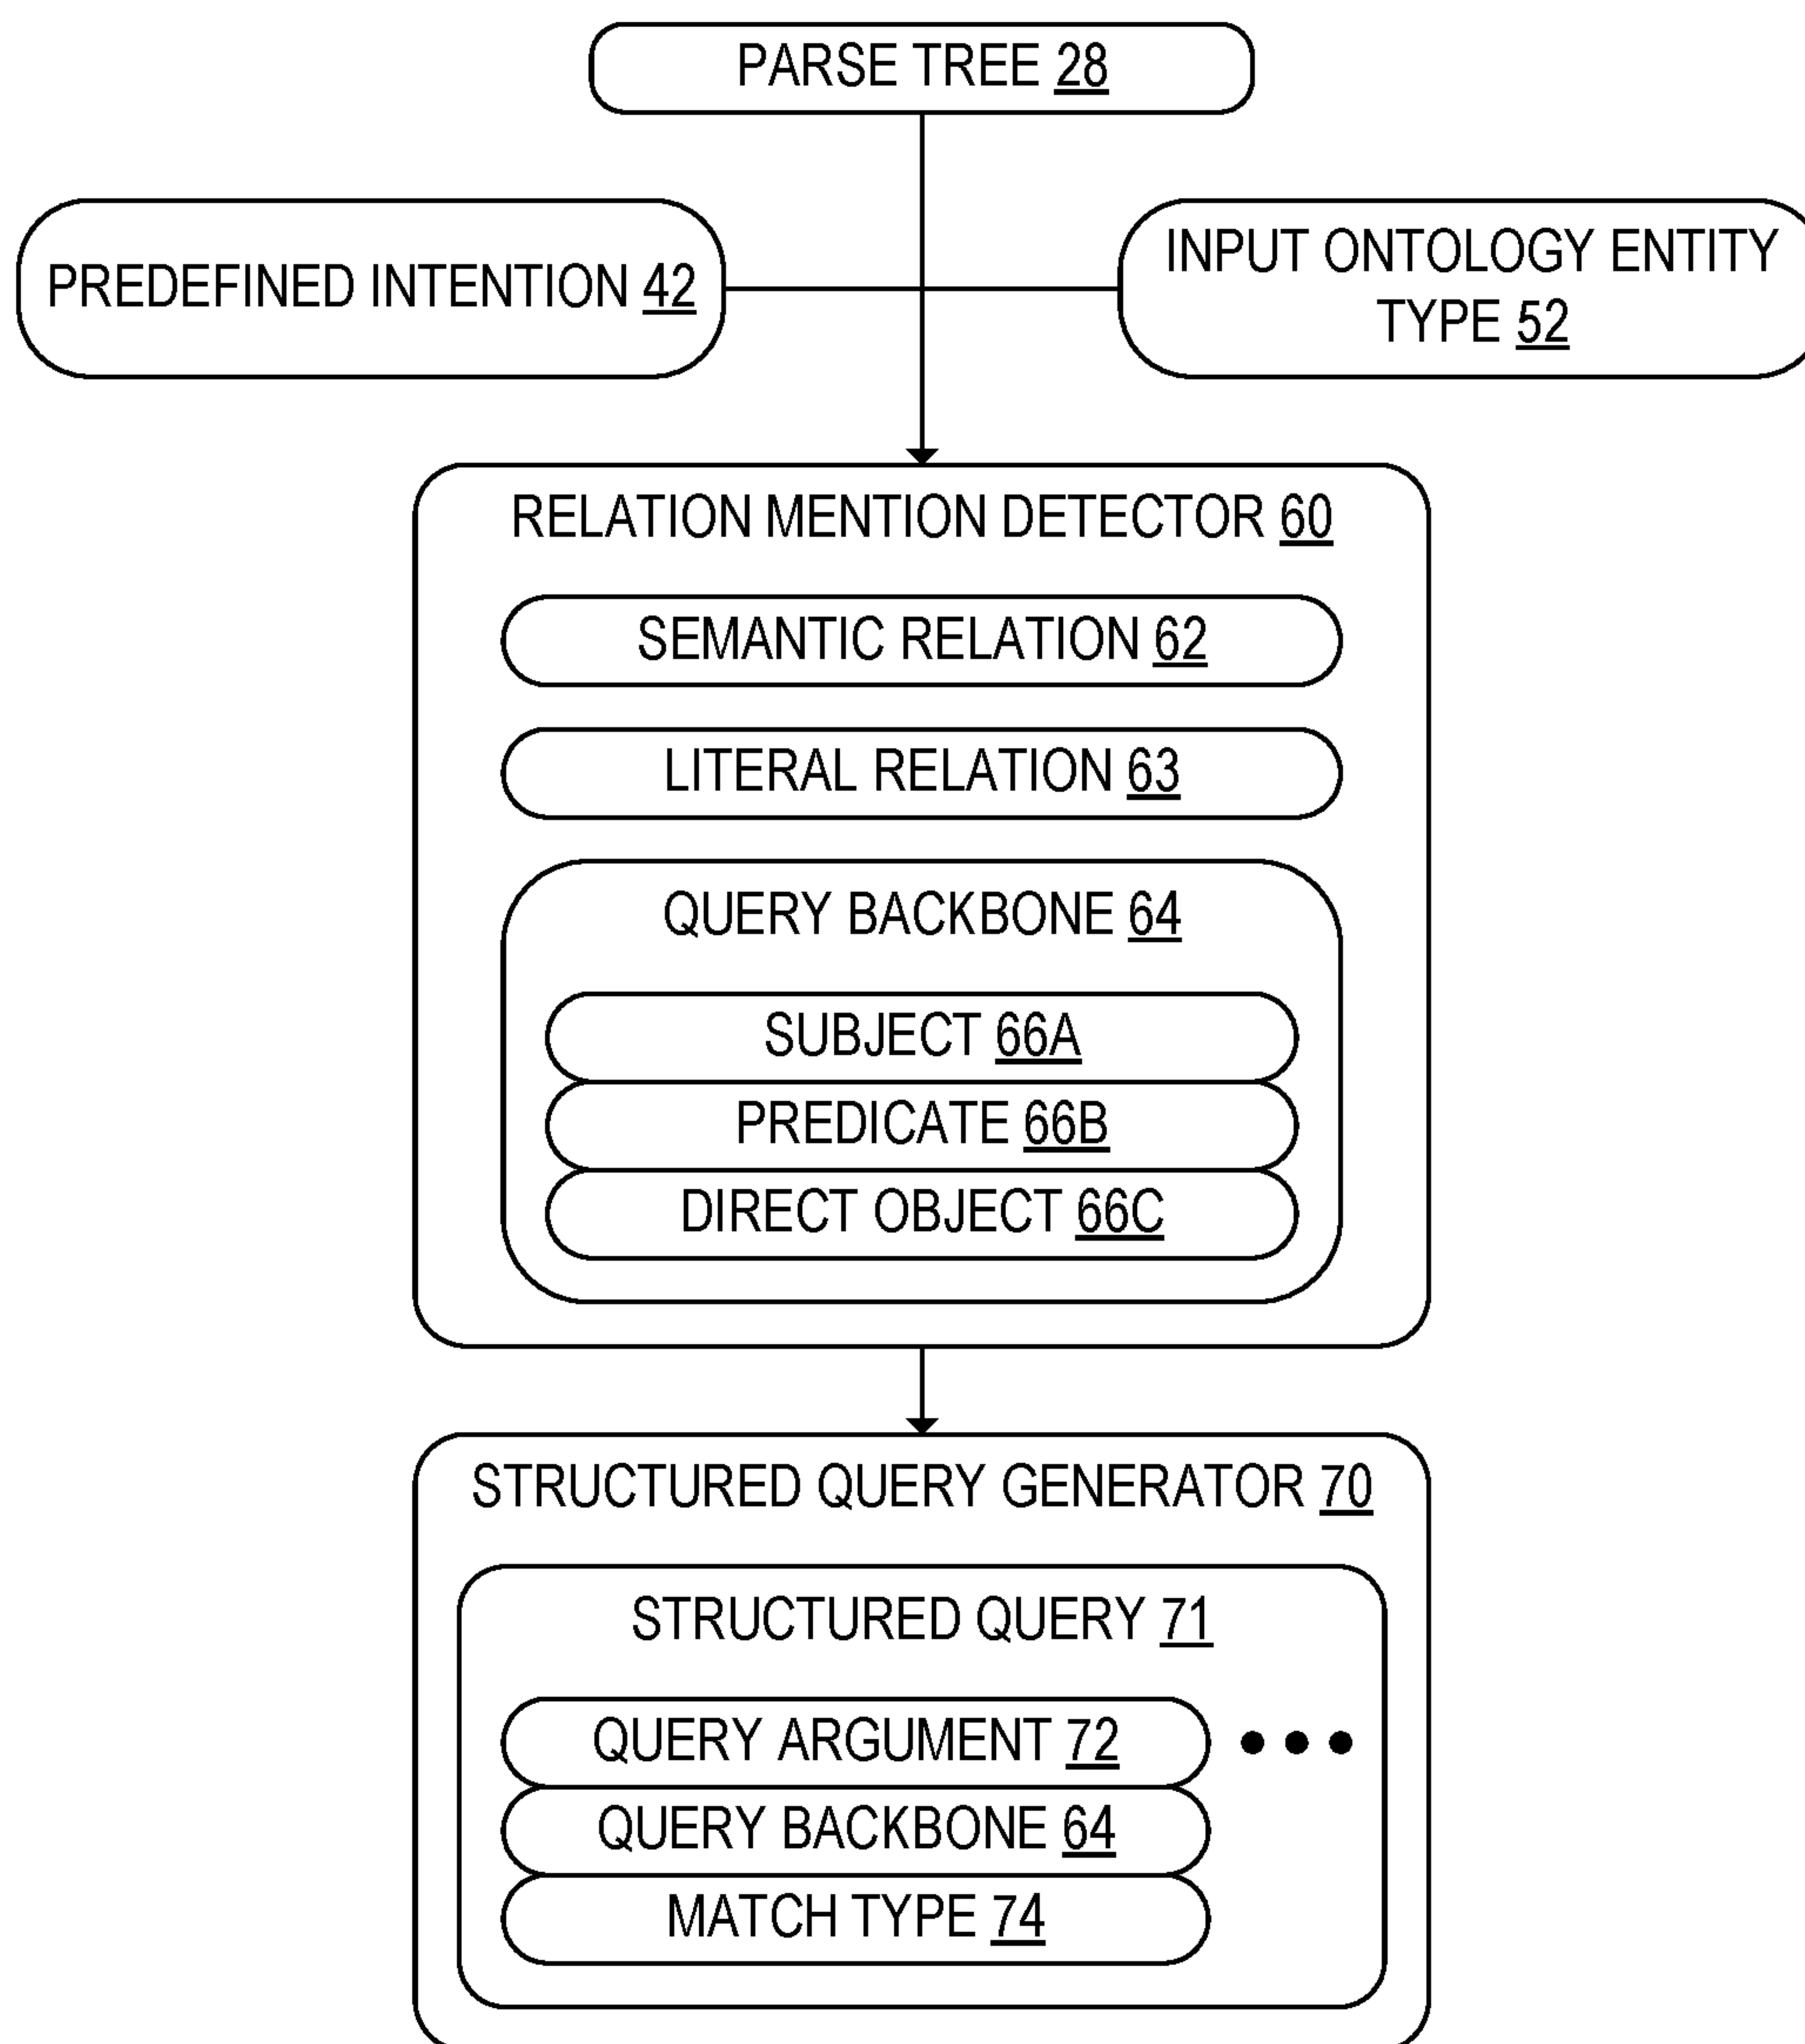 PARSE TREE 28
PREDEFINED INTENTION 42
INPUT ONTOLOGY ENTITY
TYPE 52
RELATION MENTION DETECTOR 60
SEMANTIC RELATION 62
LITERAL RELATION 63
QUERY BACKBONE 64
SUBJECT 66A
PREDICATE 66B
DIRECT OBJECT 66C
STRUCTURED QUERY GENERATOR 70
STRUCTURED QUERY 71
QUERY ARGUMENT 72
QUERY BACKBONE 64
MATCH TYPE 74